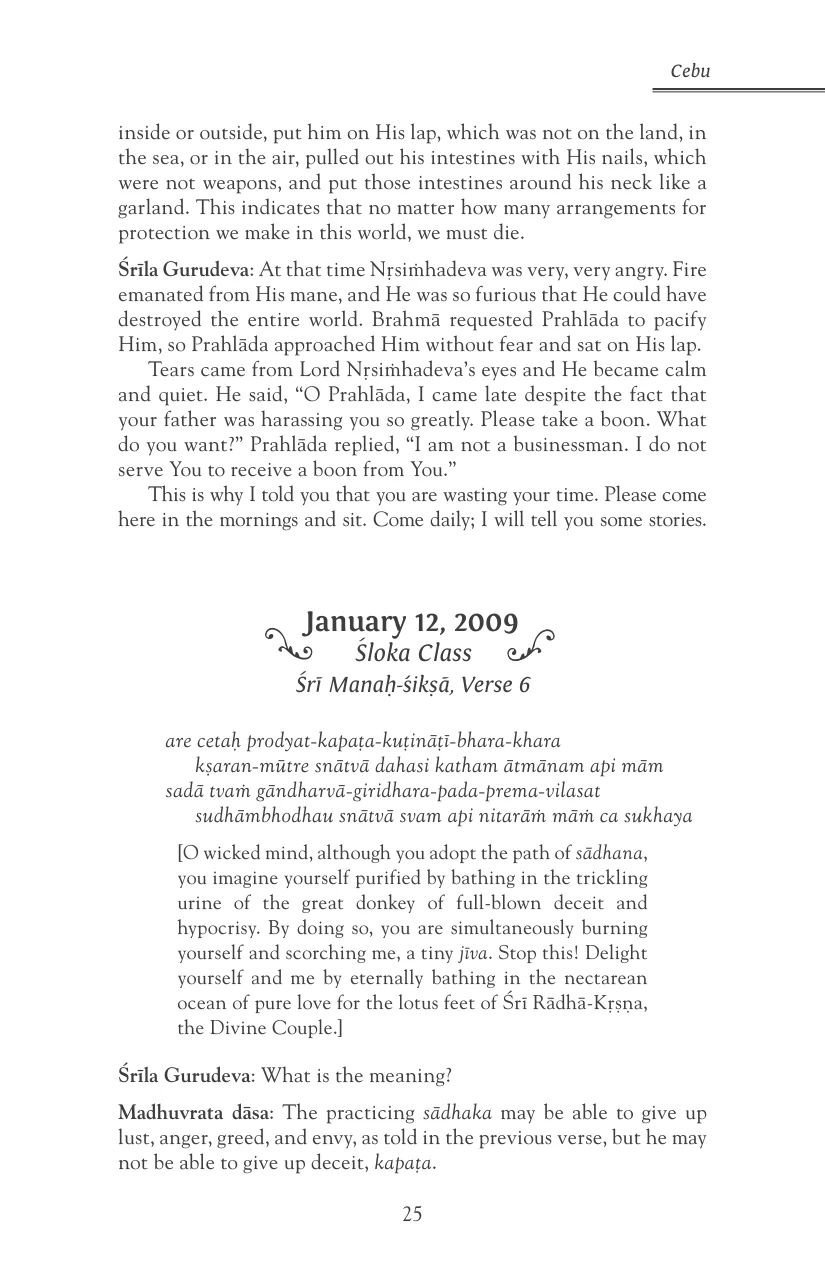 Cebu
inside or outside, put him on His lap, which was not on the land, in
the sea, or in the air, pulled out his intestines with His nails, which
were not weapons, and put those intestines around his neck like a
garland. This indicates that no matter how many arrangements for
protection we make in this world, we must die.
Śrīla Gurudeva: At that time Nṛsiṁhadeva was very, very angry. Fire
emanated from His mane, and He was so furious that He could have
destroyed the entire world. Brahmā requested Prahlāda to pacify
Him, so Prahlāda approached Him without fear and sat on His lap.
Tears came from Lord Nṛsiṁhadeva’s eyes and He became calm
and quiet. He said, “O Prahlāda, I came late despite the fact that
your father was harassing you so greatly. Please take a boon. What
do you want?” Prahlāda replied, “I am not a businessman. I do not
serve You to receive a boon from You.”
This is why I told you that you are wasting your time. Please come
here in the mornings and sit. Come daily; I will tell you some stories.
January 12, 2009
Śloka Class
Śrī Manaḥ-śikṣā, Verse 6
are cetaḥ prodyat-kapaṭa-kuṭināṭī-bhara-khara
kṣaran-mūtre snātvā dahasi katham ātmānam api mām
sadā tvaṁ gāndharvā-giridhara-pada-prema-vilasat
sudhāmbhodhau snātvā svam api nitarāṁ māṁ ca sukhaya
[O wicked mind, although you adopt the path of sādhana,
you imagine yourself purified by bathing in the trickling
urine of the great donkey of full-blown deceit and
hypocrisy. By doing so, you are simultaneously burning
yourself and scorching me, a tiny jīva. Stop this! Delight
yourself and me by eternally bathing in the nectarean
ocean of pure love for the lotus feet of Śrī Rādhā-Kṛṣṇa,
the Divine Couple.]
Śrīla Gurudeva: What is the meaning?
Madhuvrata dāsa: The practicing sādhaka may be able to give up
lust, anger, greed, and envy, as told in the previous verse, but he may
not be able to give up deceit, kapaṭa.
25